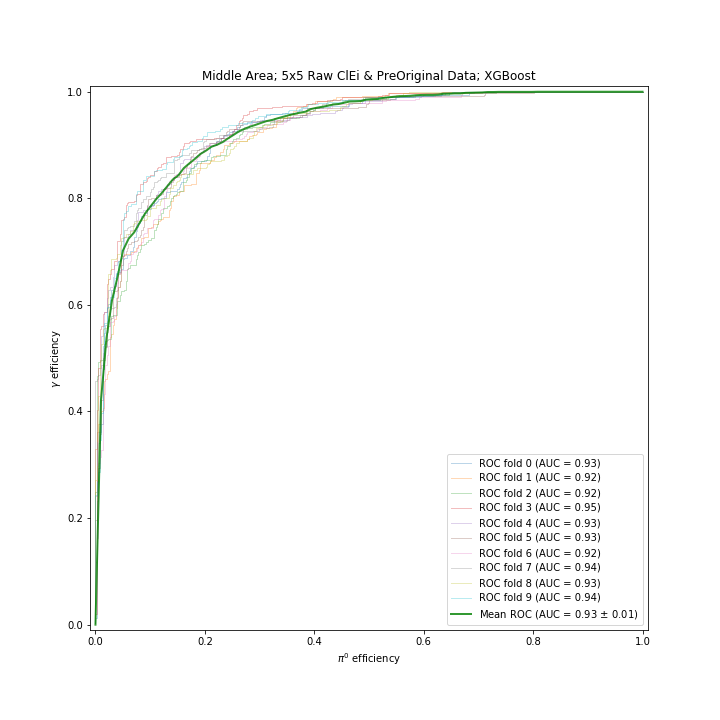 Middle Area; 5x5 Raw ClEi & PreOriginal Data; XGBoost
1.0
0.8
0.6
0.4
0.2
0.0
γ efficiency
ROC fold 0 (AUC = 0.93)
ROC fold 1 (AUC = 0.92)
ROC fold 2 (AUC = 0.92)
ROC fold 3 (AUC = 0.95)
ROC fold 4 (AUC = 0.93)
ROC fold 5 (AUC = 0.93)
ROC fold 6 (AUC = 0.92)
ROC fold 7 (AUC = 0.94)
ROC fold 8 (AUC = 0.93)
ROC fold 9 (AUC = 0.94)
Mean ROC (AUC = 0.93 ± 0.01)
0.0 0.2 0.4 0.6 0.8 1.0
π⁰ efficiency